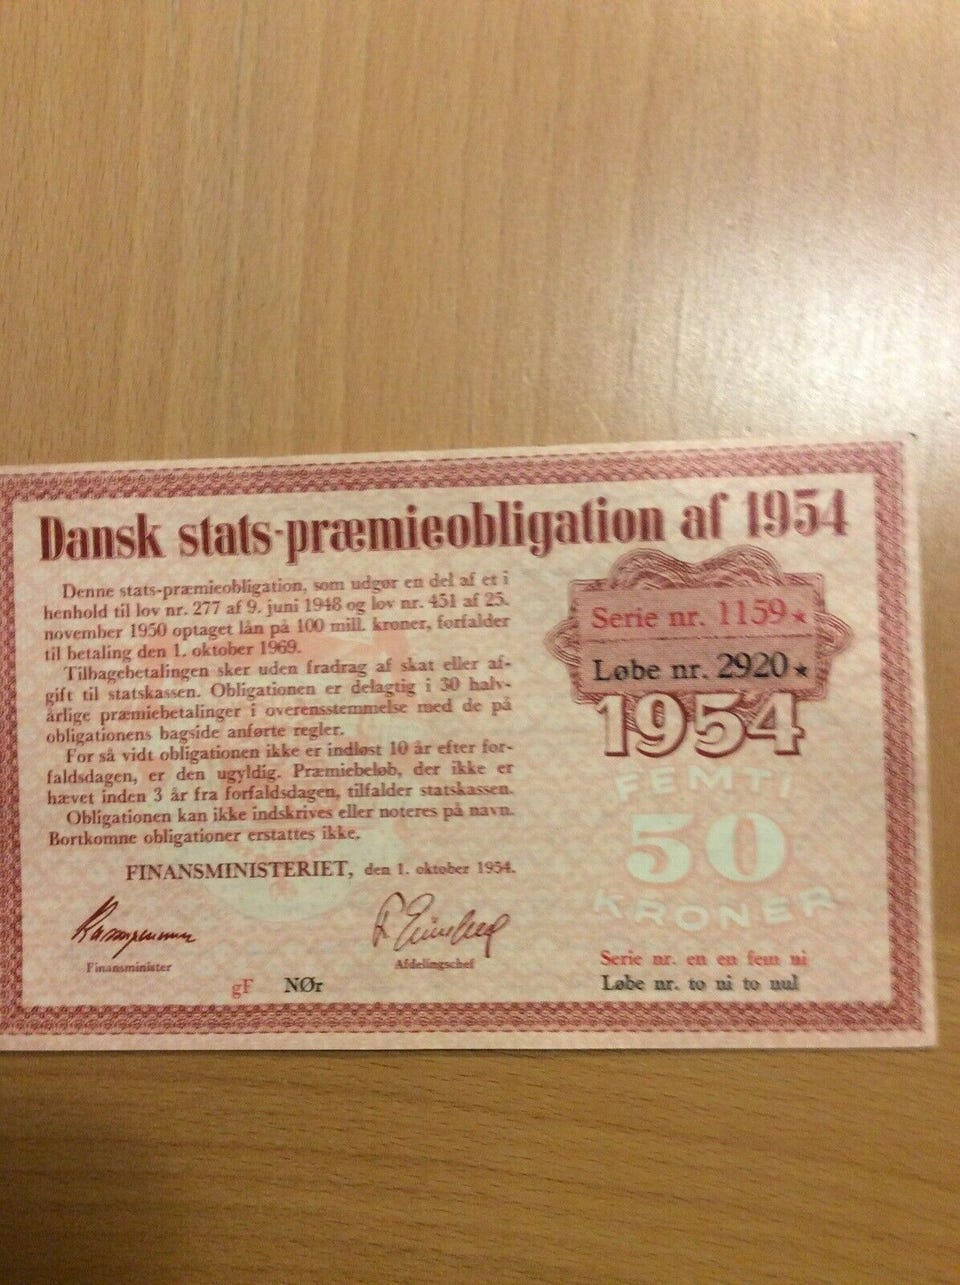 Dansk stats-præmieobligation af 1954
Denne stats-præmieobligation, som udgør en del af et i
henhold til lov nr. 277 af 9. juni 1948 og lov nr. 451 af 25.
november 1950 optaget lån på 100 mill. kroner, forfalder
til betaling den 1. oktober 1969.
Tilbagebetalingen sker uden fradrag af skat eller af-
gift til statskassen. Obligationen er delagtig i 30 halv-
årlige præmiebetalinger i overensstemmelse med de på
obligationens bagside anførte regler.
For så vidt obligationen ikke er indløst 10 år efter for-
faldsdagen, er den ugyldig. Præmiebeløb, der ikke er
hævet inden 3 år fra forfaldsdagen, tilfalder statskassen.
Obligationen kan ikke indskrives eller noteres på navn.
Bortkomne obligationer erstattes ikke.
FINANSMINISTERIET, den 1. oktober 1954.
Finansminister
Afdelingschef
gF NØr
Serie nr. 1159★
Løbe nr. 2920★
1954
FEMTI
50
KRONER
Serie nr. en en fem ni
Løbe nr. to ni to nul